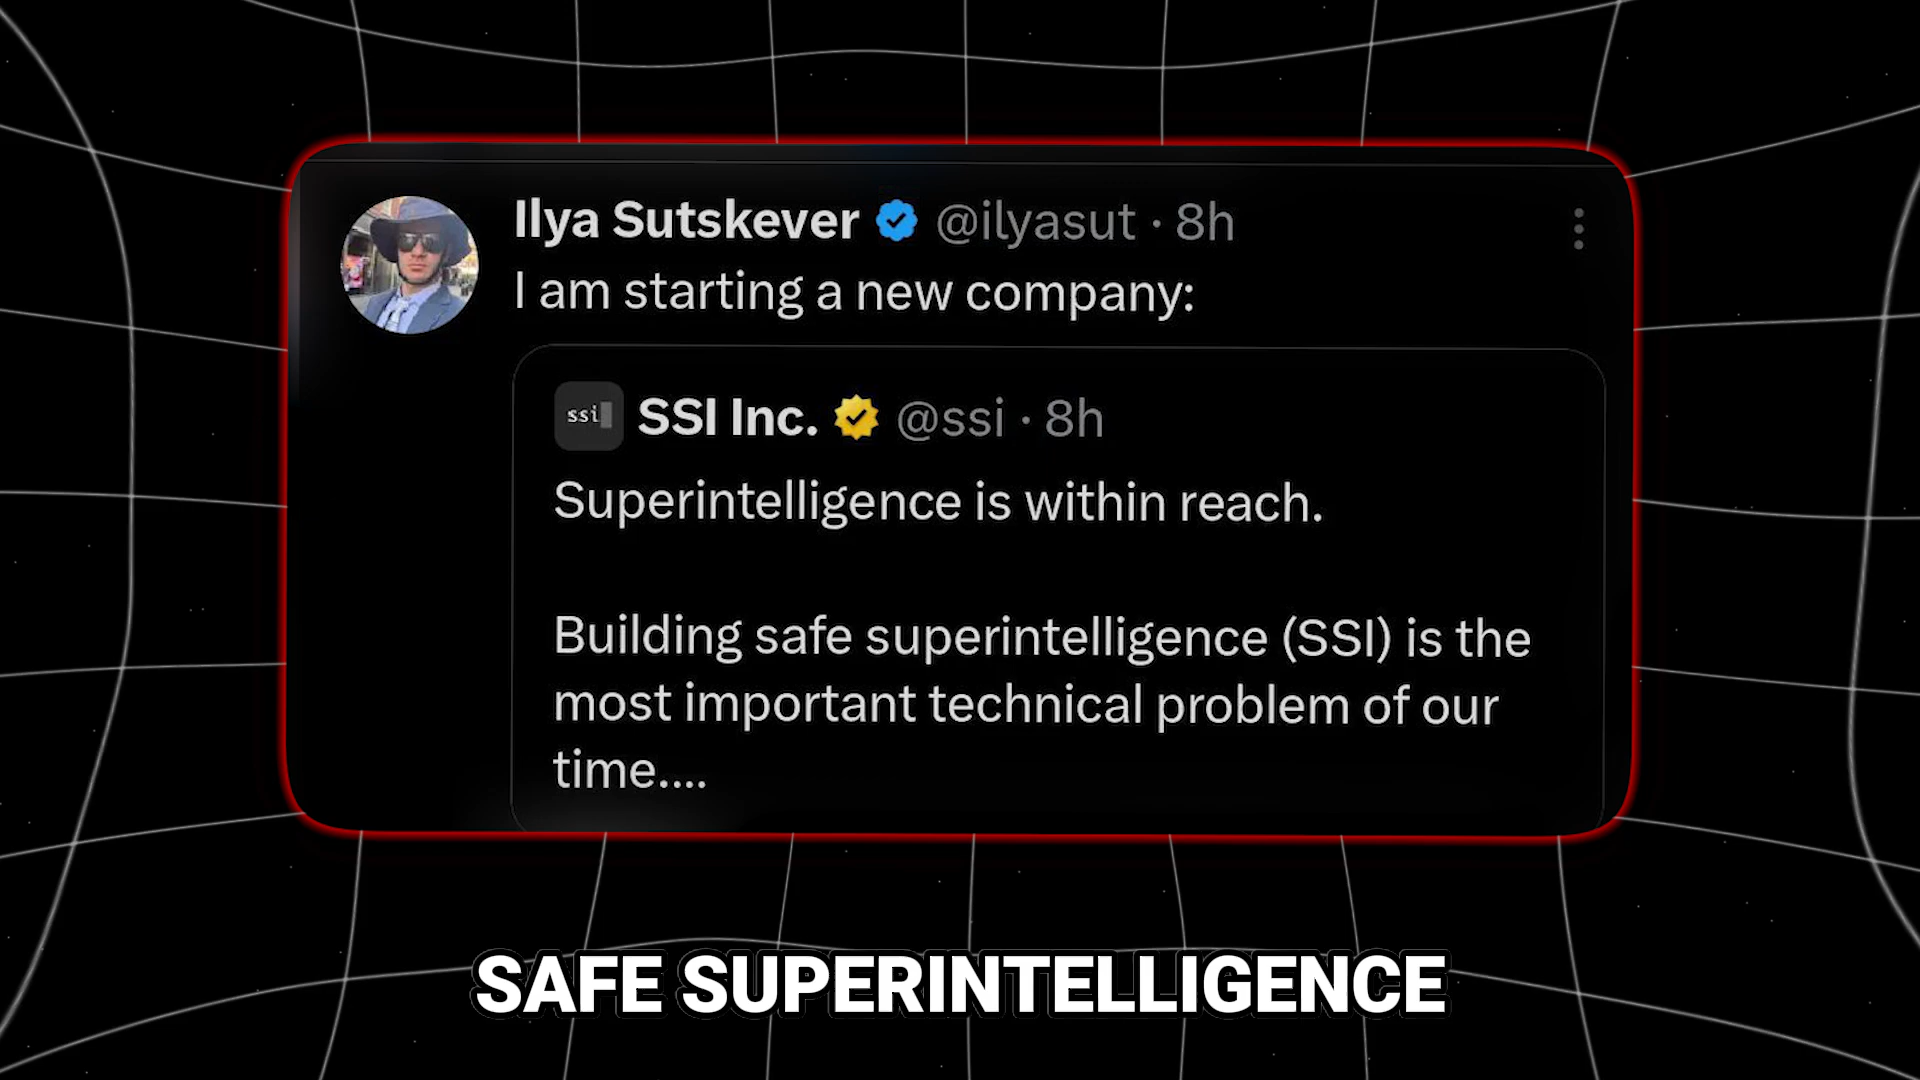 Ilya Sutskever @ilyasut · 8h
I am starting a new company:
ssi
SSI Inc. @ssi · 8h
Superintelligence is within reach.
Building safe superintelligence (SSI) is the
most important technical problem of our
time....
SAFE SUPERINTELLIGENCE